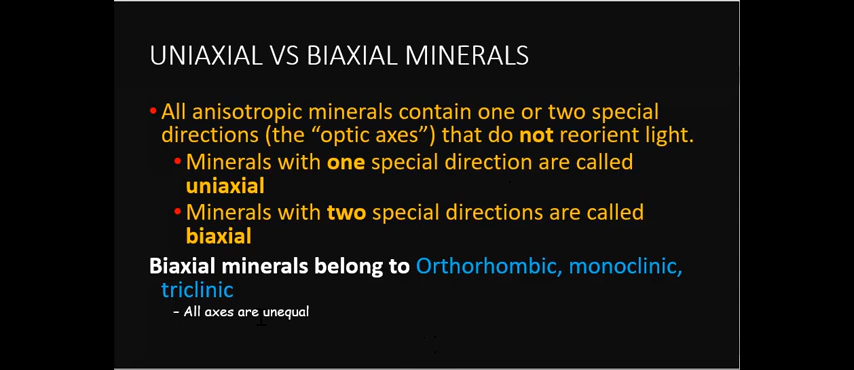 UNIAXIAL VS BIAXIAL MINERALS
• All anisotropic minerals contain one or two special
directions (the “optic axes”) that do not reorient light.
• Minerals with one special direction are called
uniaxial
• Minerals with two special directions are called
biaxial
Biaxial minerals belong to Orthorhombic, monoclinic,
triclinic
– All axes are unequal